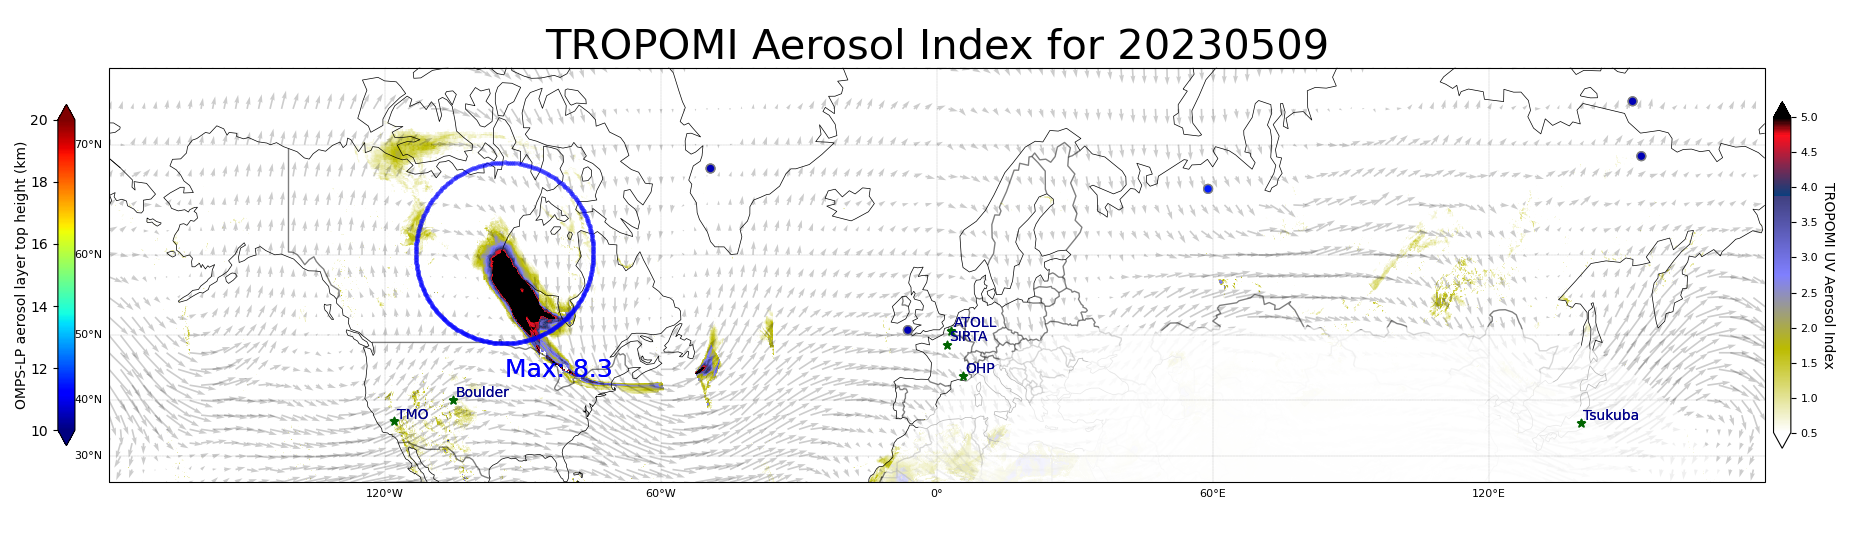 TROPOMI Aerosol Index for 20230509
OMPS-LP aerosol layer top height (km)
20
18
16
14
12
10
70°N
60°N
50°N
40°N
30°N
120°W
60°W
0°
60°E
120°E
Max: 8.3
Boulder
TMO
ATOLL
SIRTA
OHP
Tsukuba
5.0
4.5
4.0
3.5
3.0
2.5
2.0
1.5
1.0
0.5
TROPOMI UV Aerosol Index